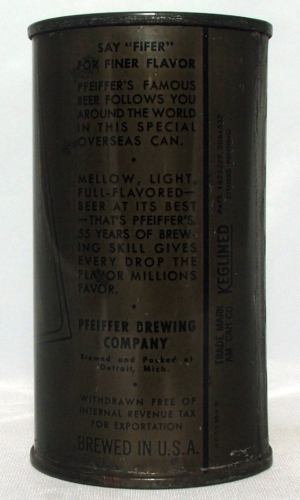 SAY "FIFER"
FOR FINER FLAVOR
PFEIFFER'S FAMOUS
BEER FOLLOWS YOU
AROUND THE WORLD
IN THIS SPECIAL
OVERSEAS CAN.
MELLOW, LIGHT,
FULL-FLAVORED—
BEER AT ITS BEST
—THAT'S PFEIFFER'S.
55 YEARS OF BREW-
ING SKILL GIVES
EVERY DROP THE
FLAVOR MILLIONS
FAVOR.
PFEIFFER BREWING
COMPANY
Brewed and Packed at
Detroit, Mich.
WITHDRAWN FREE OF
INTERNAL REVENUE TAX
FOR EXPORTATION
BREWED IN U.S.A.
KEGLINED
TRADE MARK
AM CAN CO